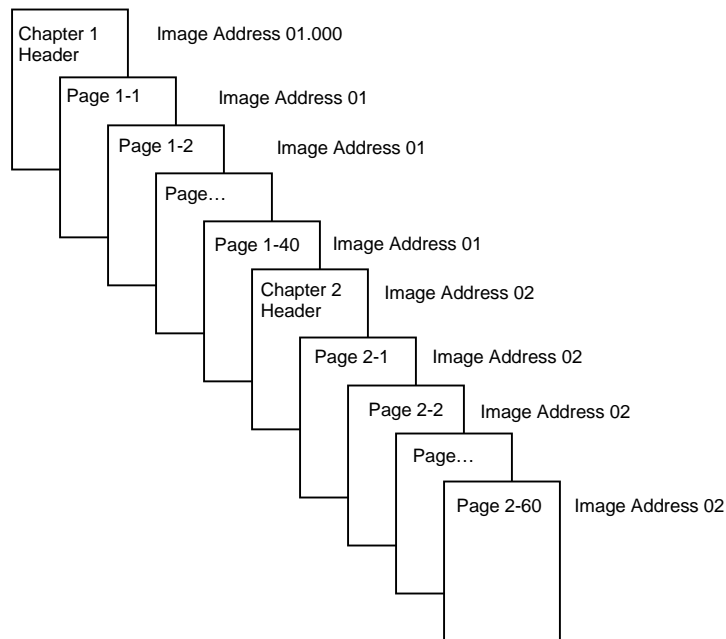 Chapter 1
Header
Image Address 01.000
Page 1-1
Image Address 01
Page 1-2
Image Address 01
Page…
Page 1-40
Image Address 01
Chapter 2
Header
Image Address 02
Page 2-1
Image Address 02
Page 2-2
Image Address 02
Page…
Page 2-60
Image Address 02